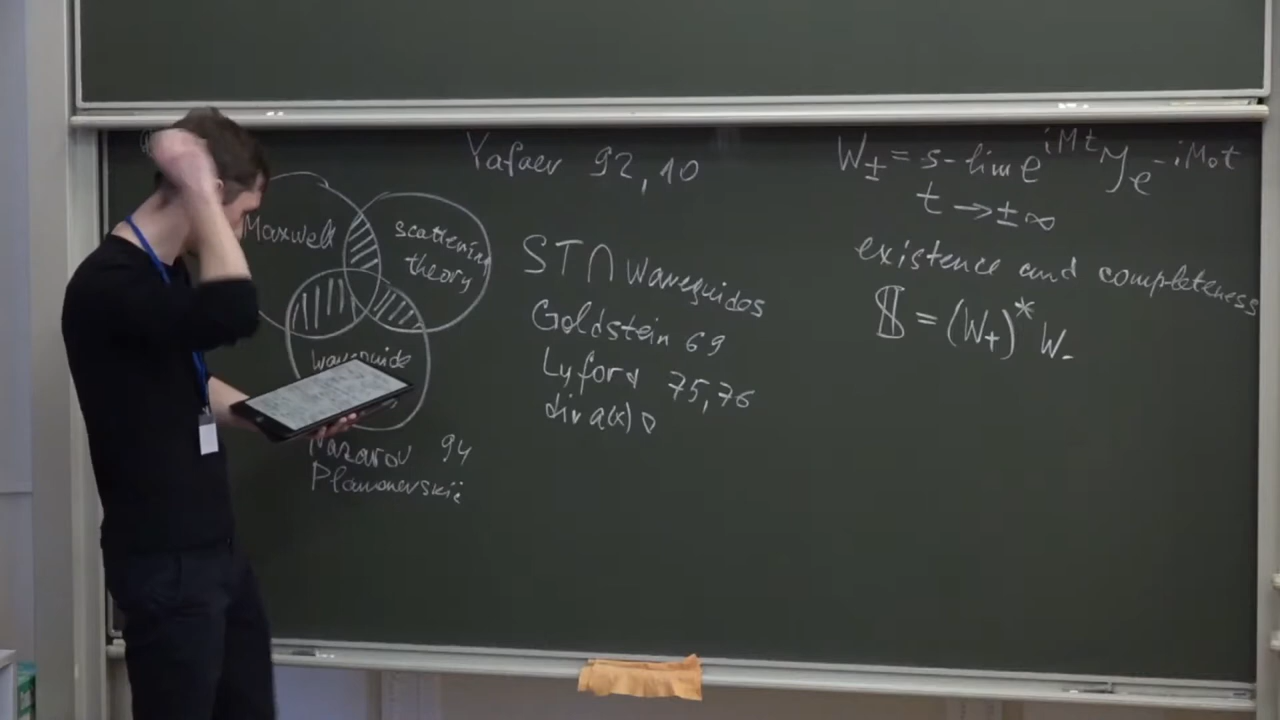 Yafaev 92, 10
Maxwell
scattering
theory
waveguide
Nazarov 94
Plamenevskii
ST ∩ Waveguides
Goldstein 69
Lyford 75, 76
div a(x) ∇
W± = s-lim e^{iMt} J e^{-iM₀t}
t → ±∞
existence and completeness
S = (W₊)* W₋